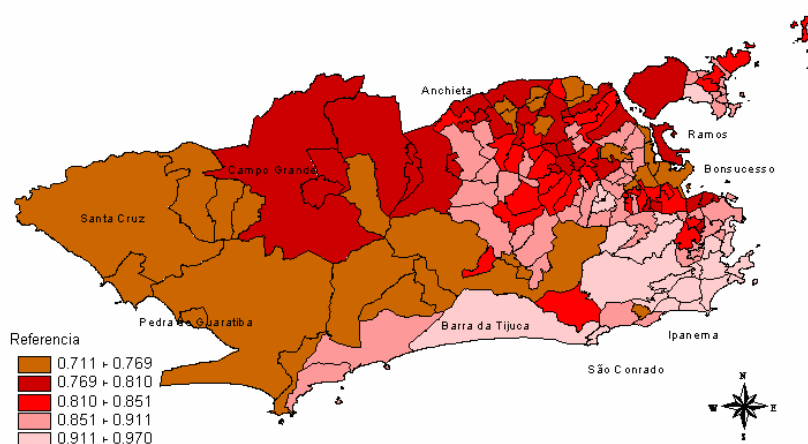 Anchieta
Ramos
Campo Grande
Bonsucesso
Santa Cruz
Pedra de Guaratiba
Barra da Tijuca
Ipanema
São Conrado
Referencia
0.711 ⊦ 0.769
0.769 ⊦ 0.810
0.810 ⊦ 0.851
0.851 ⊦ 0.911
0.911 ⊦ 0.970
N
W
E
S